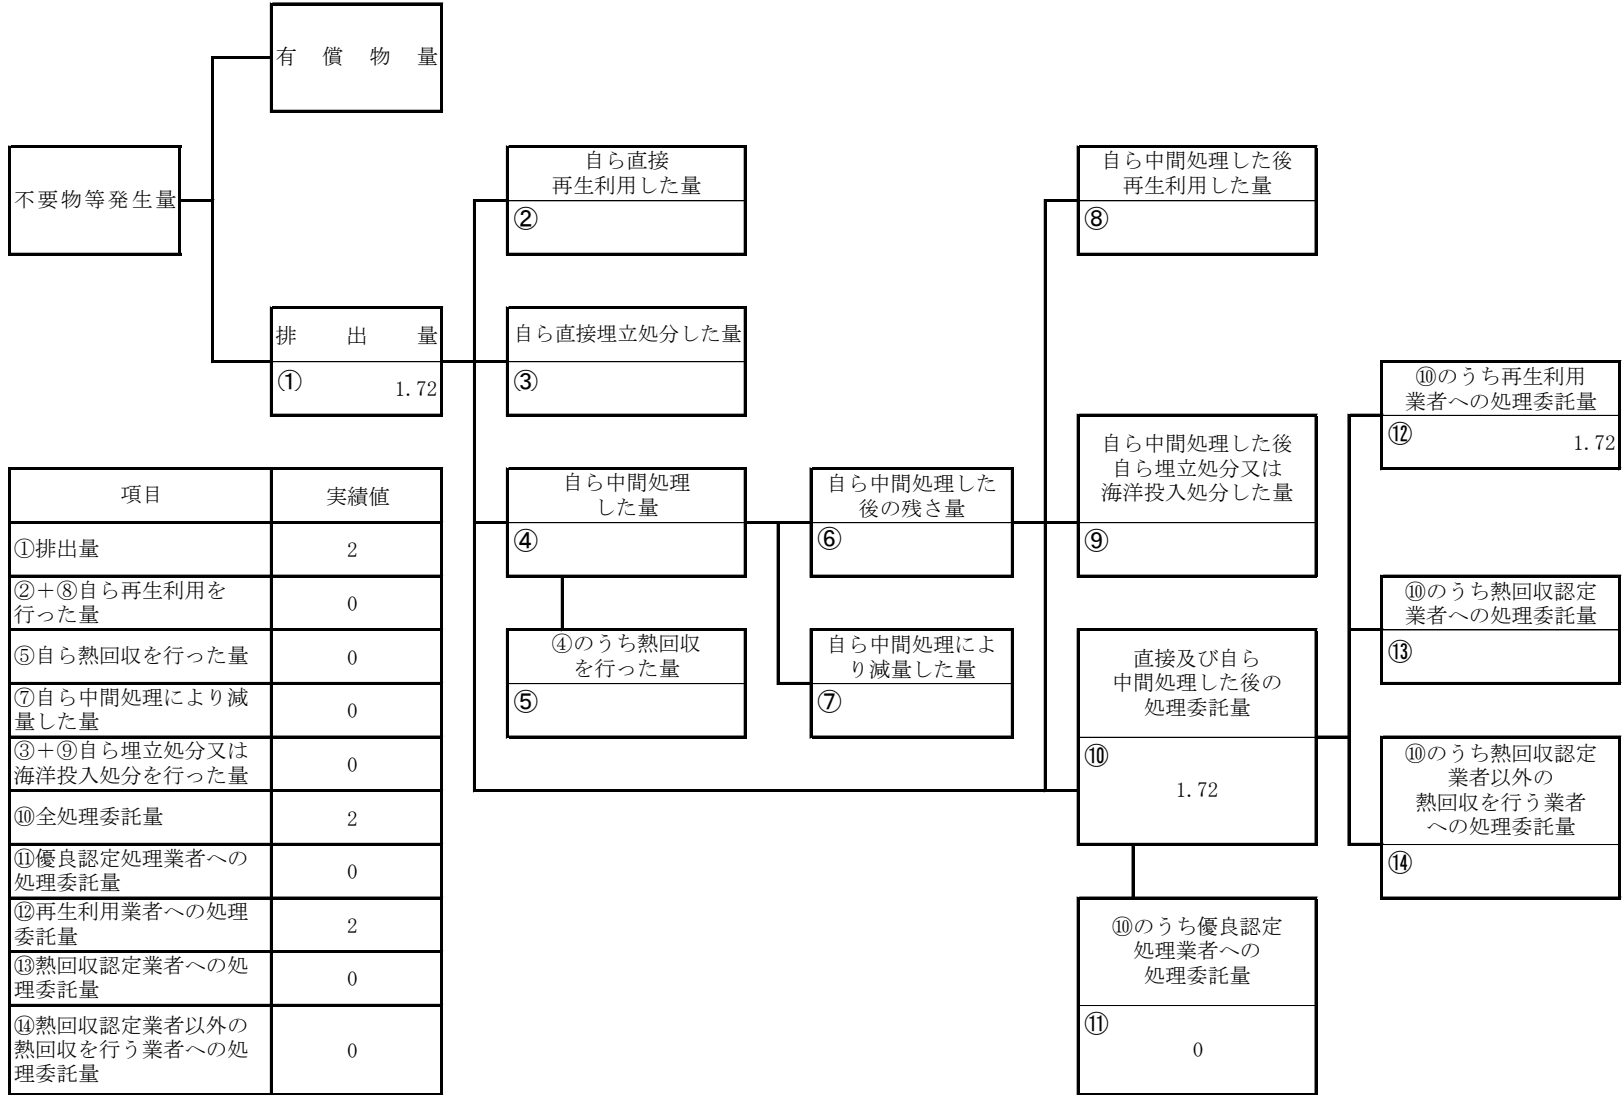 有償物量
不要物等発生量
排出量
① 1.72
自ら直接
再生利用した量
②
自ら直接埋立処分した量
③
自ら中間処理
した量
④
④のうち熱回収
を行った量
⑤
自ら中間処理した
後の残さ量
⑥
自ら中間処理によ
り減量した量
⑦
自ら中間処理した後
再生利用した量
⑧
自ら中間処理した後
自ら埋立処分又は
海洋投入処分した量
⑨
直接及び自ら
中間処理した後の
処理委託量
⑩
1.72
⑩のうち優良認定
処理業者への
処理委託量
⑪
0
⑩のうち再生利用
業者への処理委託量
⑫ 1.72
⑩のうち熱回収認定
業者への処理委託量
⑬
⑩のうち熱回収認定
業者以外の
熱回収を行う業者
への処理委託量
⑭
項目 実績値
①排出量 2
②+⑧自ら再生利用を
行った量 0
⑤自ら熱回収を行った量 0
⑦自ら中間処理により減
量した量 0
③+⑨自ら埋立処分又は
海洋投入処分を行った量 0
⑩全処理委託量 2
⑪優良認定処理業者への
処理委託量 0
⑫再生利用業者への処理
委託量 2
⑬熱回収認定業者への処
理委託量 0
⑭熱回収認定業者以外の
熱回収を行う業者への処
理委託量 0